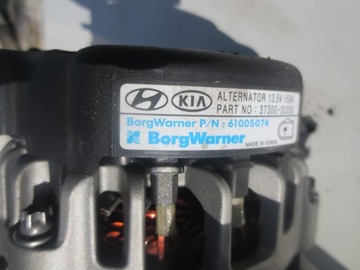 KIA ALTERNATOR 13.5V 150A
PART NO : 37300-
BorgWarner P/N : 61005074
BorgWarner
MADE IN KOREA